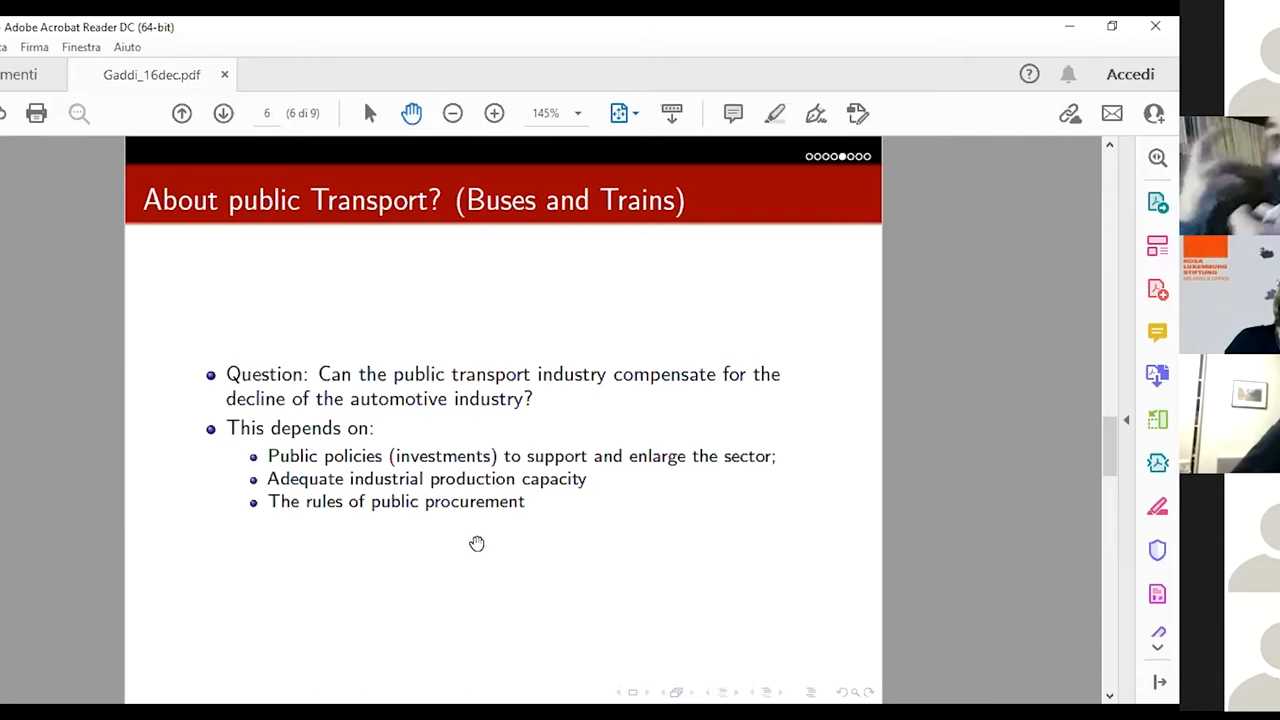 - Adobe Acrobat Reader DC (64-bit)
Firma Finestra Aiuto
menti Gaddi_16dec.pdf × Accedi
6 (6 di 9) 145%
About public Transport? (Buses and Trains)
Question: Can the public transport industry compensate for the
decline of the automotive industry?
This depends on:
Public policies (investments) to support and enlarge the sector;
Adequate industrial production capacity
The rules of public procurement
ROSA
LUXEMBURG
STIFTUNG